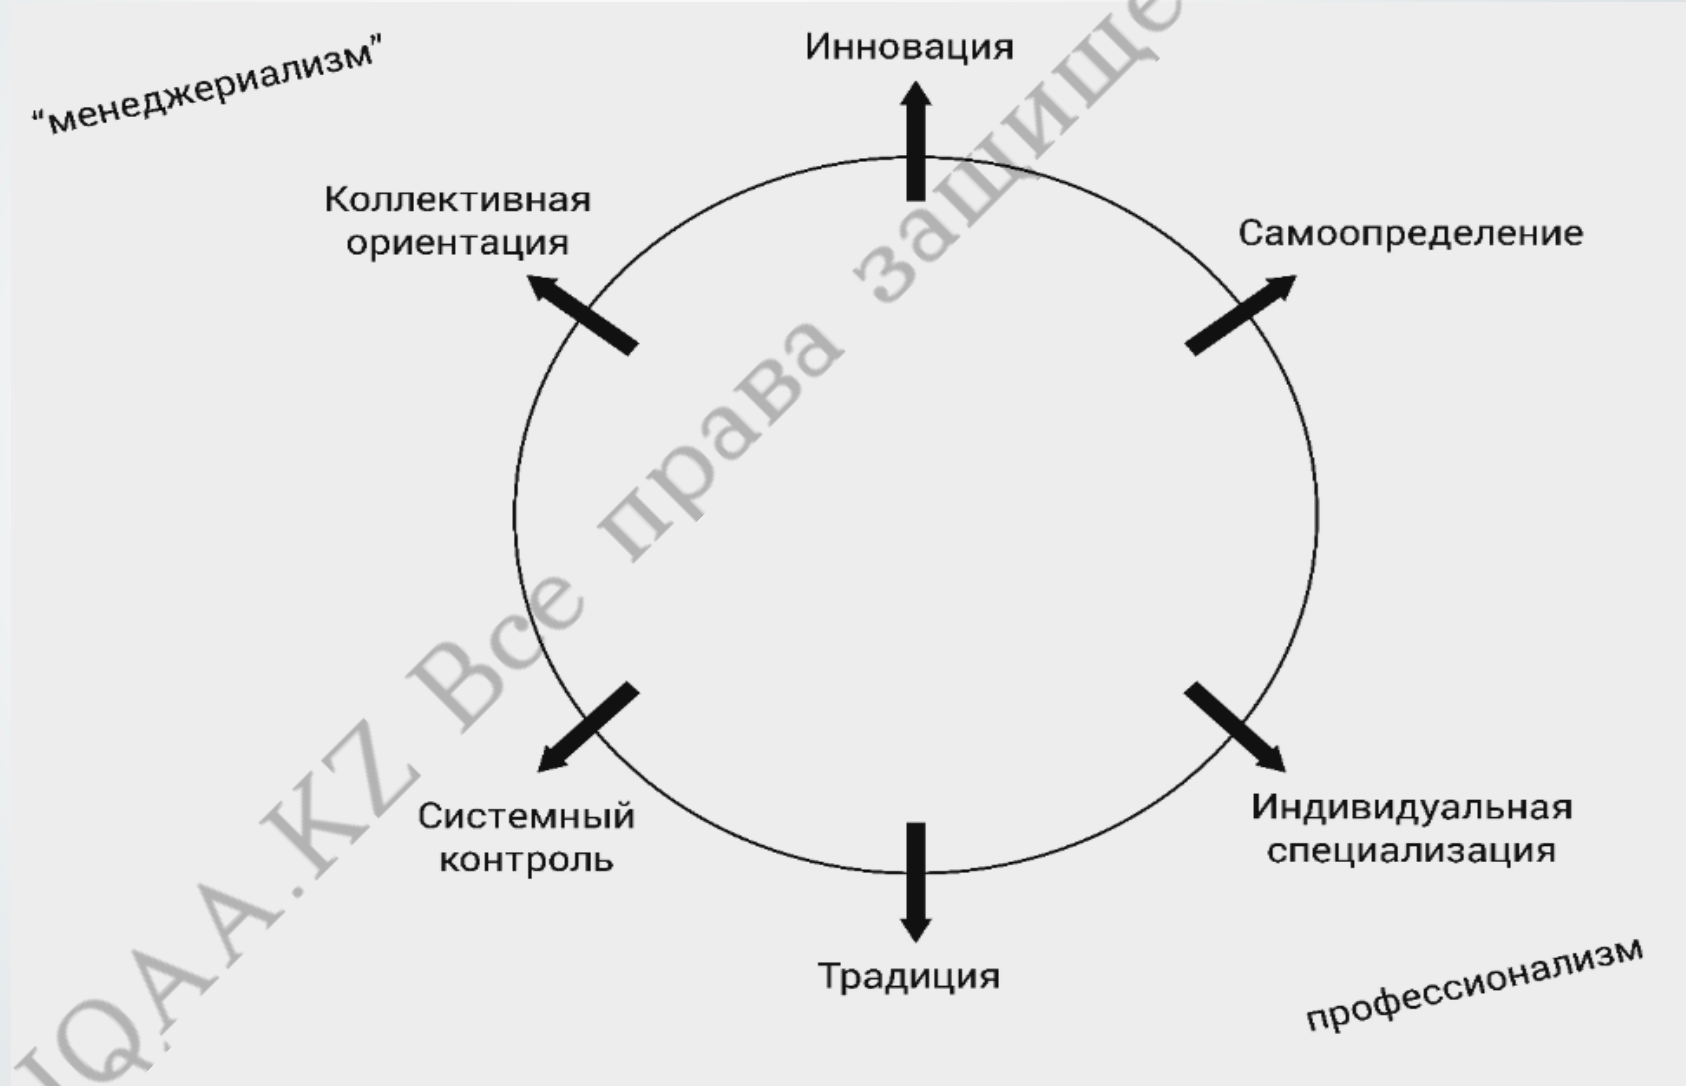 Инновация
“менеджериализм”
Коллективная
ориентация
Самоопределение
Системный
контроль
Индивидуальная
специализация
Традиция
профессионализм
IQAA.KZ Все права защище